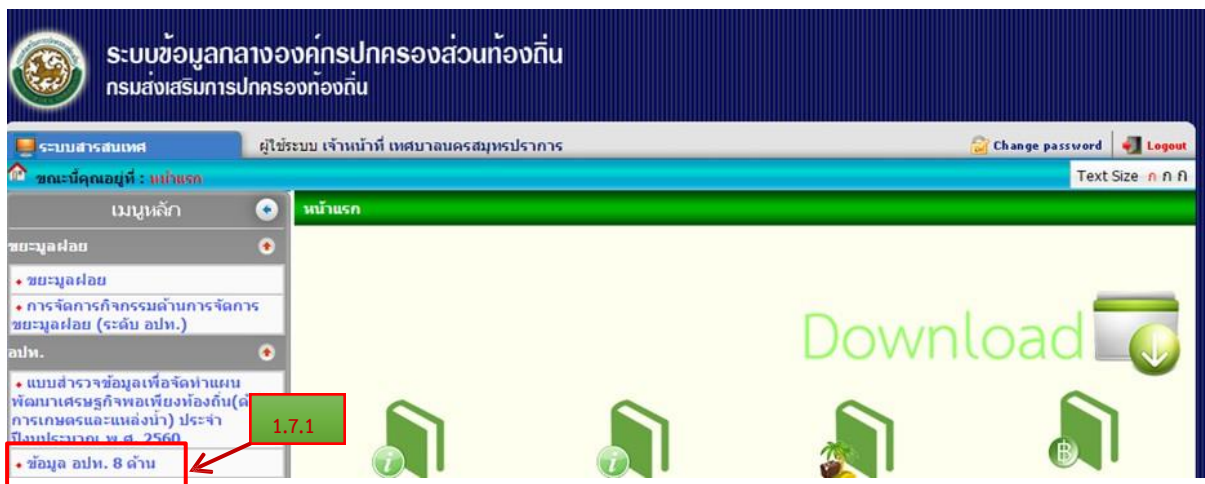 ระบบข้อมูลกลางองค์กรปกครองส่วนท้องถิ่น
กรมส่งเสริมการปกครองท้องถิ่น
ระบบสารสนเทศ
ผู้ใช้ระบบ เจ้าหน้าที่ เทศบาลนครสมุทรปราการ
Change password
Logout
ขณะนี้คุณอยู่ที่ : หน้าแรก
Text Size ก ก ก
เมนูหลัก
หน้าแรก
ขยะมูลฝอย
ขยะมูลฝอย
การจัดการกิจกรรมด้านการจัดการ
ขยะมูลฝอย (ระดับ อปท.)
Download
อปท.
แบบสำรวจข้อมูลเพื่อจัดทำแผน
พัฒนาเศรษฐกิจพอเพียงท้องถิ่น(ด้
การเกษตรและแหล่งน้ำ) ประจำ
ปีงบประมาณ พ.ศ. 2560
1.7.1
ข้อมูล อปท. 8 ด้าน